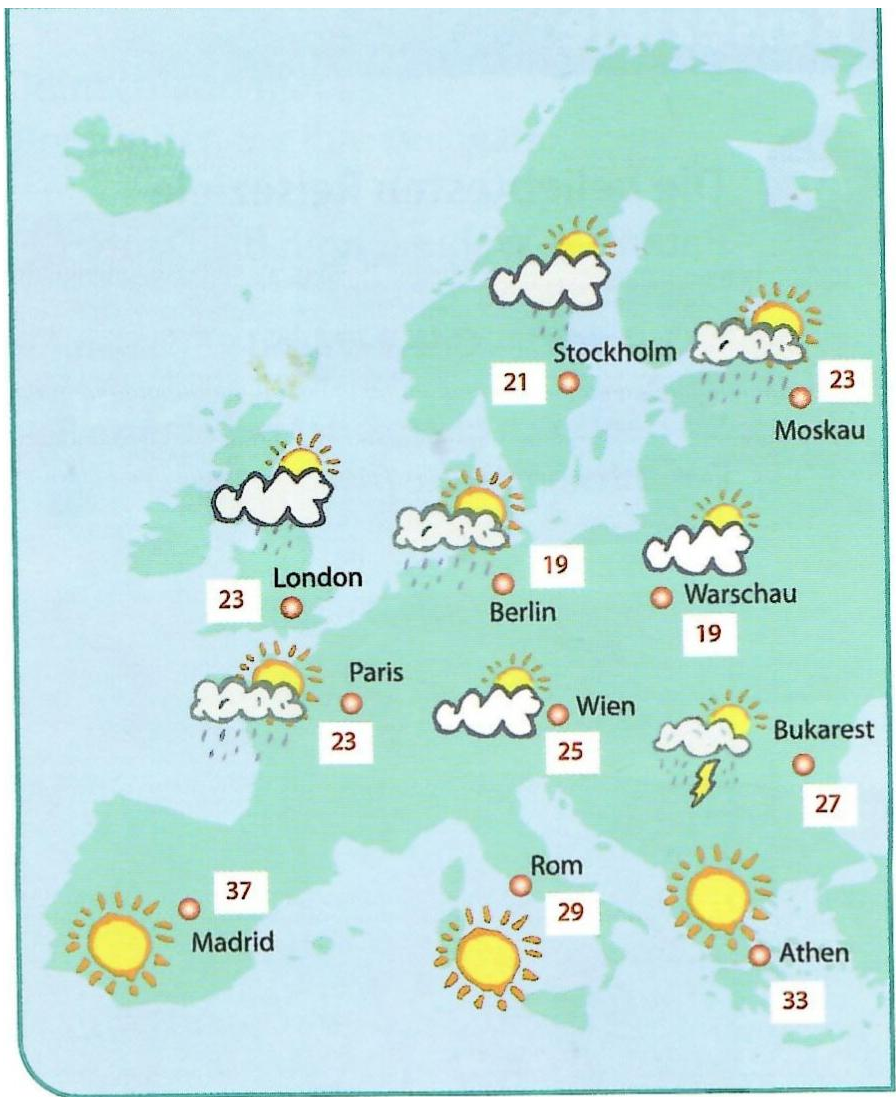 Stockholm
21
23
Moskau
London
23
19
Berlin
Warschau
19
Paris
23
Wien
25
Bukarest
27
37
Madrid
Rom
29
Athen
33